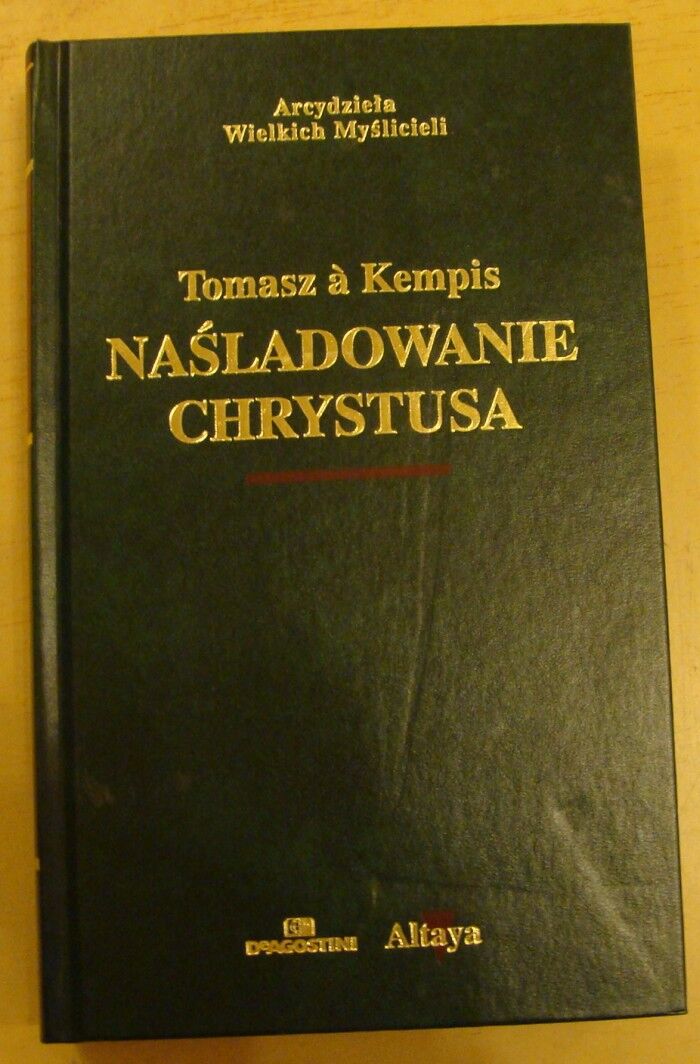 Arcydzieła
Wielkich Myślicieli
Tomasz à Kempis
NAŚLADOWANIE
CHRYSTUSA
DeAGOSTINI Altaya